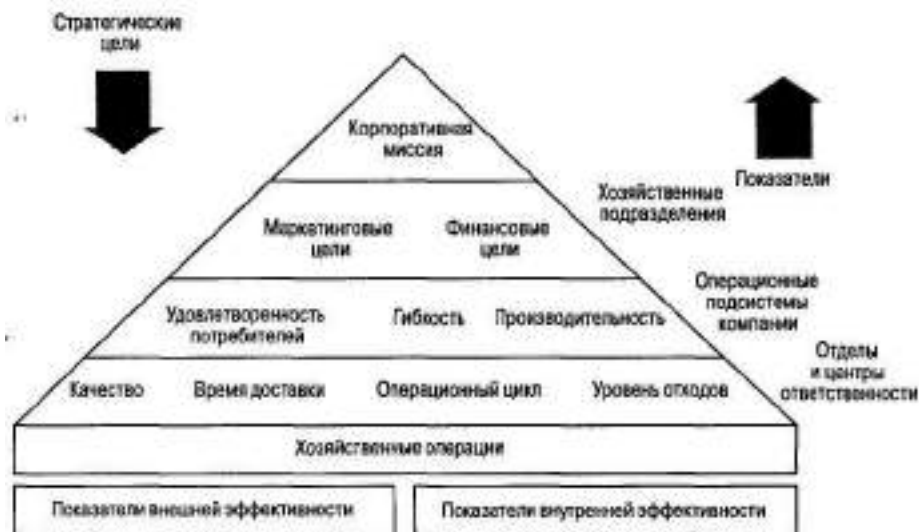 Стратегические
цели
Корпоративная
миссия
Показатели
Хозяйственные
подразделения
Маркетинговые
цели
Финансовые
цели
Операционные
подсистемы
компании
Удовлетворенность
потребителей
Гибкость
Производительность
Отделы
и центры
ответственности
Качество
Время доставки
Операционный цикл
Уровень отходов
Хозяйственные операции
Показатели внешней эффективности
Показатели внутренней эффективности